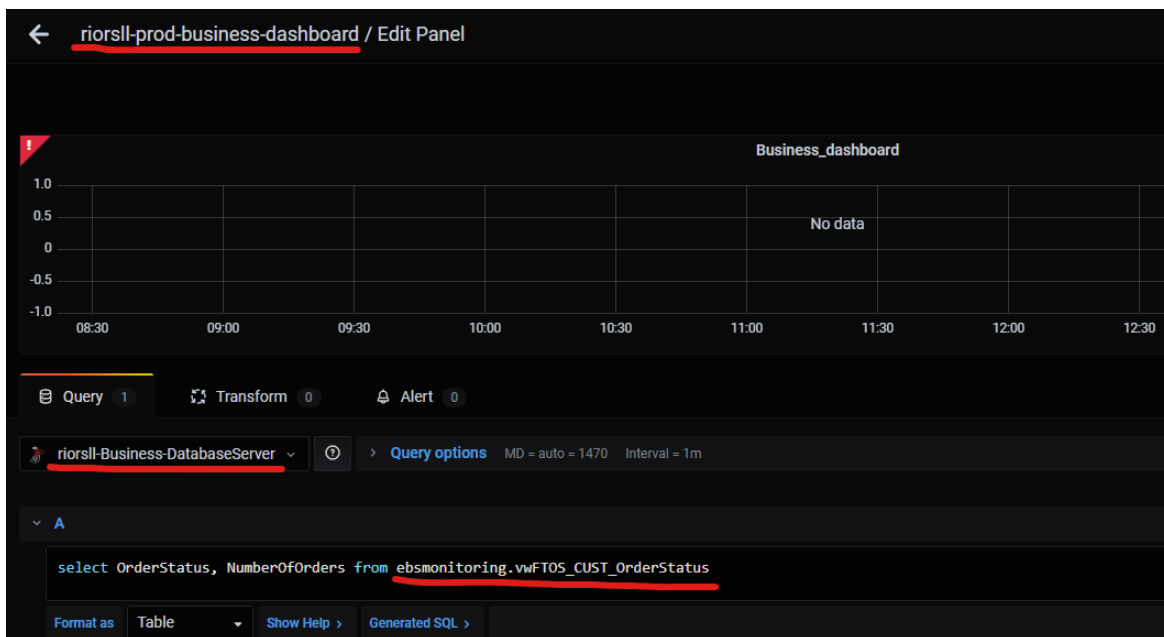 riorsll-prod-business-dashboard / Edit Panel
!
Business_dashboard
1.0
0.5
No data
0
-0.5
-1.0
08:30 09:00 09:30 10:00 10:30 11:00 11:30 12:00 12:30
Query 1 Transform 0 Alert 0
riorsll-Business-DatabaseServer ? > Query options MD = auto = 1470 Interval = 1m
A
select OrderStatus, NumberOfOrders from ebsmonitoring.vwFTOS_CUST_OrderStatus
Format as Table Show Help > Generated SQL >